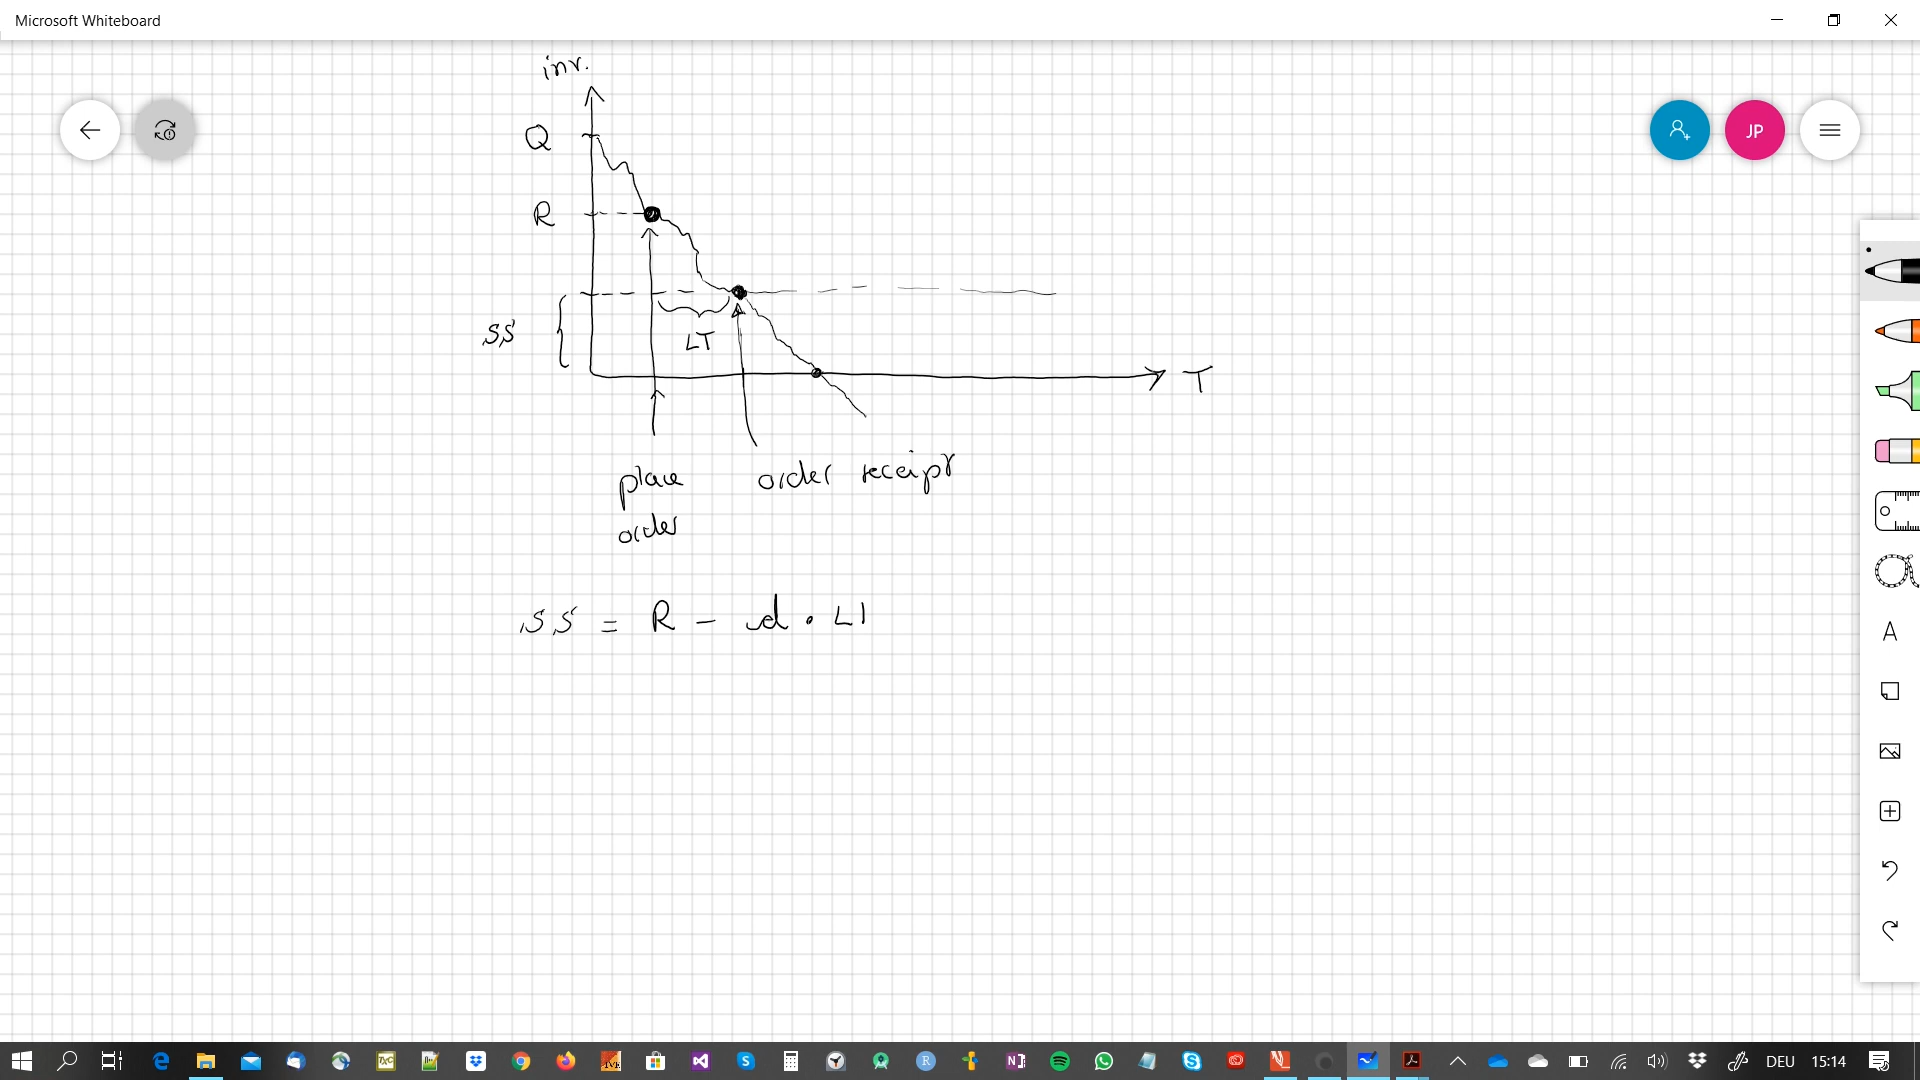 Microsoft Whiteboard
inv.
Q
JP
R
SS
LT
T
place
order
order receipt
SS = R - d • LT
A
DEU 15:14